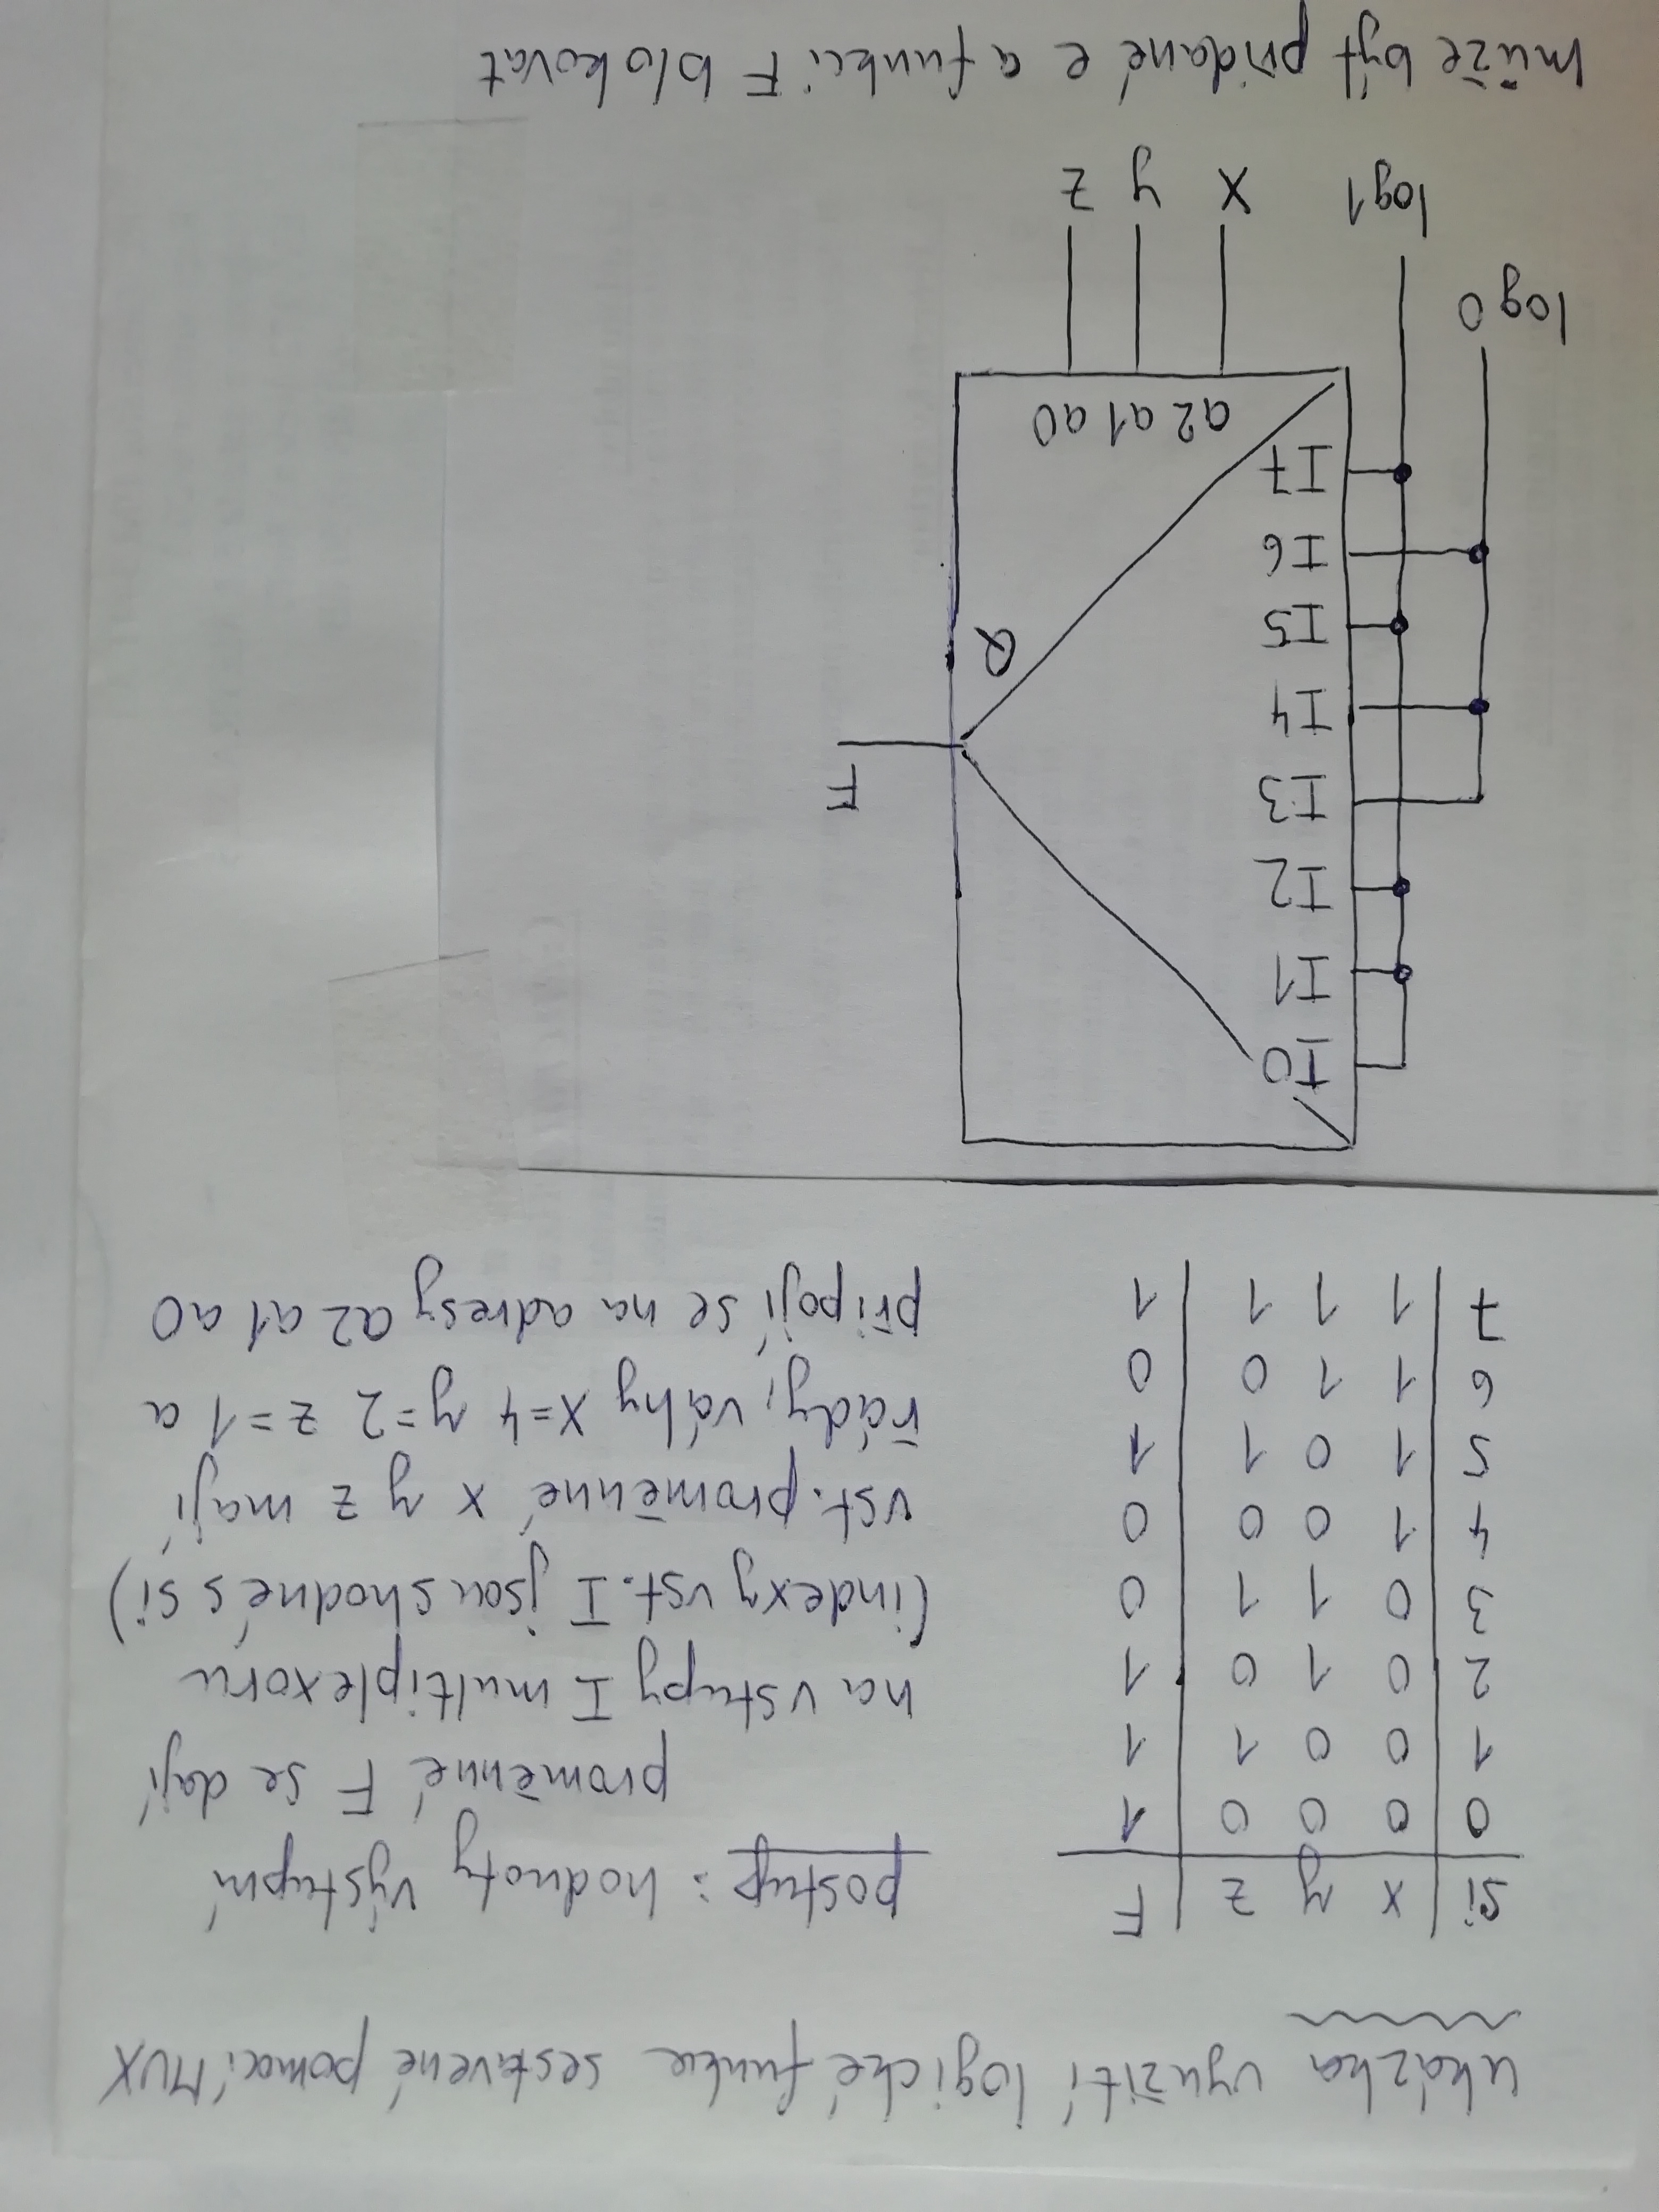 ukázka využití logické funkce sestavené pomocí MUX
si x y z F
0 0 0 0 1
1 0 0 1 1
2 0 1 0 1
3 0 1 1 0
4 1 0 0 0
5 1 0 1 1
6 1 1 0 0
7 1 1 1 1
postup: hodnoty výstupní
proměnné F se dají
na vstupy I multiplexoru
(indexy vst. I jsou shodné s si)
vst. proměnné x y z mají
řády, váhy x=4 y=2 z=1 a
připojí se na adresy a2 a1 a0
I0
I1
I2
I3
F
I4
I5
Q
I6
I7
a2 a1 a0
log0
log1 x y z
může být přidané e a funkci F blokovat